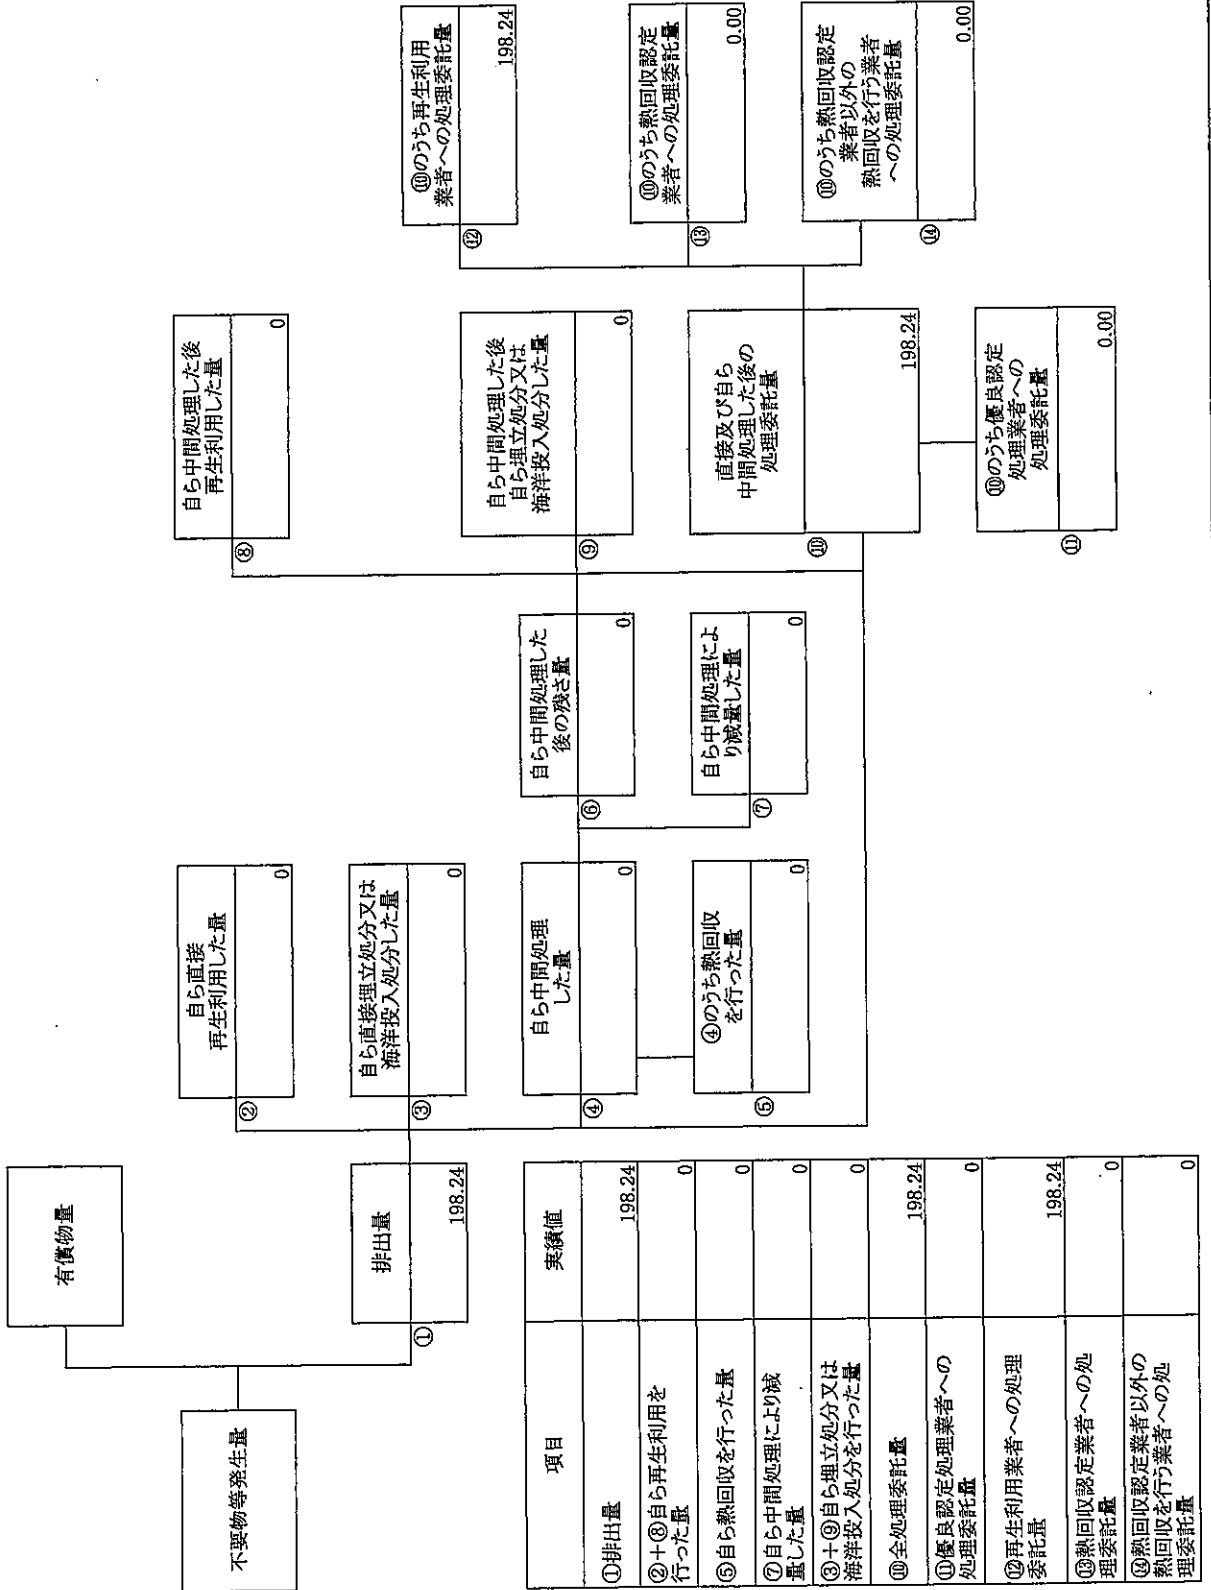 有償物量
不要物等発生量
排出量
①
198.24
自ら直接
再生利用した量
②
0
自ら直接埋立処分又は
海洋投入処分した量
③
0
自ら中間処理
した量
④
0
④のうち熱回収
を行った量
⑤
0
自ら中間処理した
後の残さ量
⑥
0
自ら中間処理によ
り減量した量
⑦
0
自ら中間処理した後
再生利用した量
⑧
0
自ら中間処理した後
自ら埋立処分又は
海洋投入処分した量
⑨
0
直接及び自ら
中間処理した後の
処理委託量
⑩
198.24
⑩のうち優良認定
処理業者への
処理委託量
⑪
0.00
⑩のうち再生利用
業者への処理委託量
⑫
198.24
⑩のうち熱回収認定
業者への処理委託量
⑬
0.00
⑩のうち熱回収認定
業者以外の
熱回収を行う業者
への処理委託量
⑭
0.00
項目 実績値
①排出量 198.24
②+⑧自ら再生利用を
行った量 0
⑤自ら熱回収を行った量 0
⑦自ら中間処理により減
量した量 0
③+⑨自ら埋立処分又は
海洋投入処分を行った量 0
⑩全処理委託量 198.24
⑪優良認定処理業者への
処理委託量 0
⑫再生利用業者への処理
委託量 198.24
⑬熱回収認定業者への処
理委託量 0
⑭熱回収認定業者以外の
熱回収を行う業者への処
理委託量 0